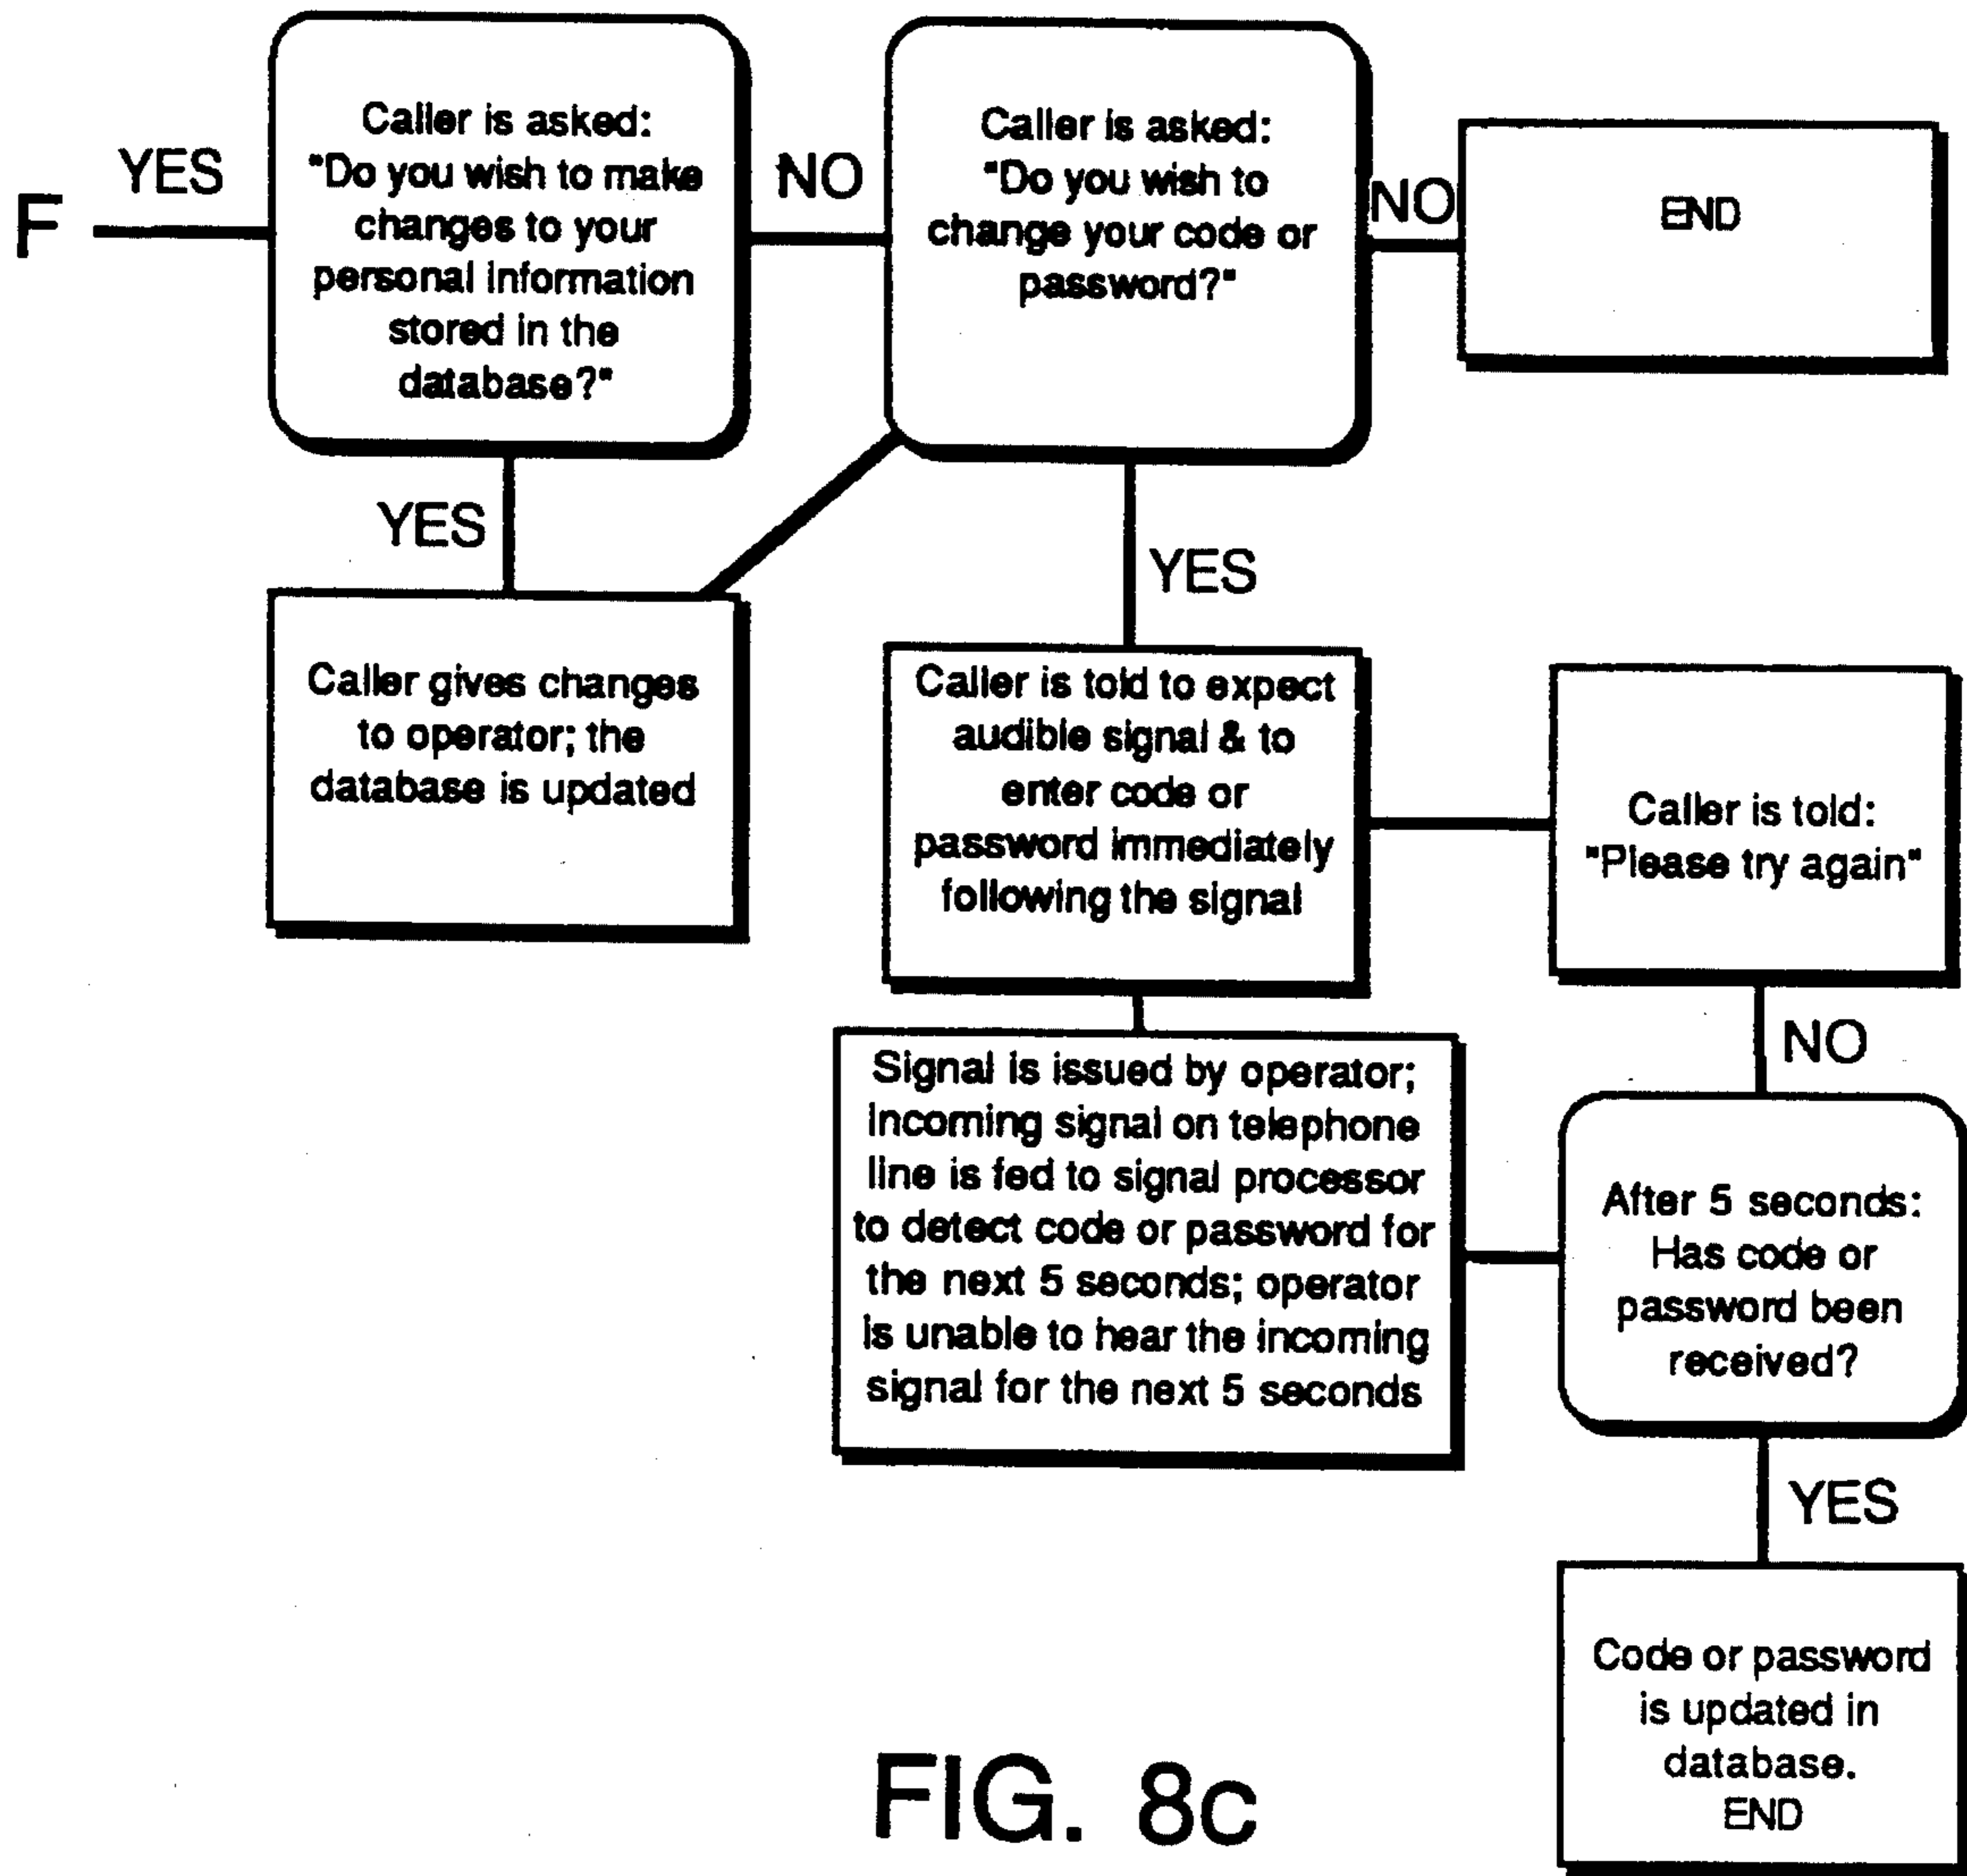 F
YES
Caller is asked:
"Do you wish to make
changes to your
personal information
stored in the
database?"
NO
Caller is asked:
"Do you wish to
change your code or
password?"
NO
END
YES
Caller gives changes
to operator; the
database is updated
YES
Caller is told to expect
audible signal & to
enter code or
password immediately
following the signal
Caller is told:
"Please try again"
NO
Signal is issued by operator;
incoming signal on telephone
line is fed to signal processor
to detect code or password for
the next 5 seconds; operator
is unable to hear the incoming
signal for the next 5 seconds
After 5 seconds:
Has code or
password been
received?
YES
Code or password
is updated in
database.
END
FIG. 8c